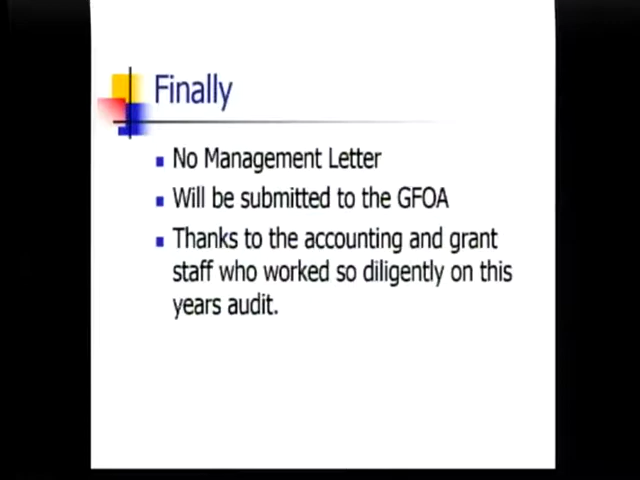 Finally
No Management Letter
Will be submitted to the GFOA
Thanks to the accounting and grant
staff who worked so diligently on this
years audit.